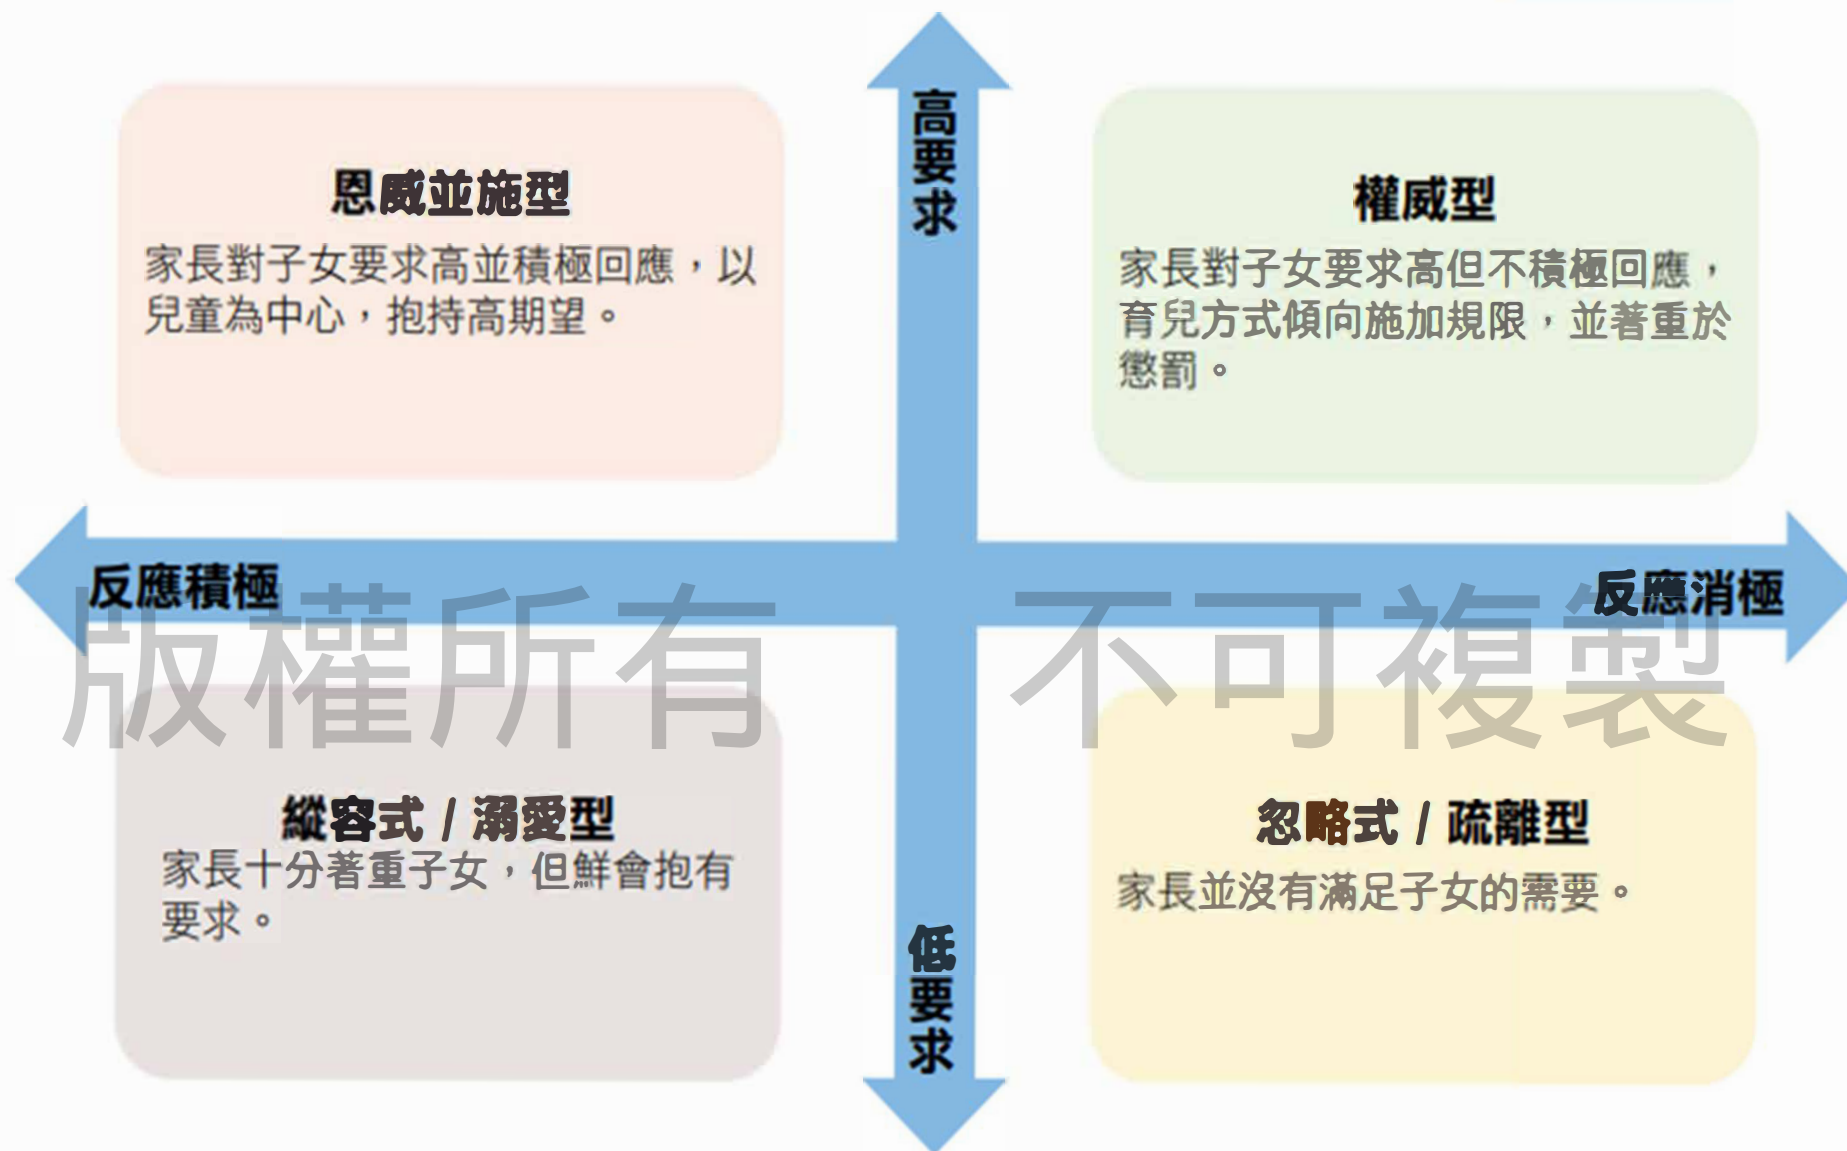 高要求
恩威並施型
家長對子女要求高並積極回應，以
兒童為中心，抱持高期望。
權威型
家長對子女要求高但不積極回應，
育兒方式傾向施加規限，並著重於
懲罰。
反應積極
反應消極
版權所有 不可複製
縱容式 / 溺愛型
家長十分著重子女，但鮮會抱有
要求。
忽略式 / 疏離型
家長並沒有滿足子女的需要。
低要求